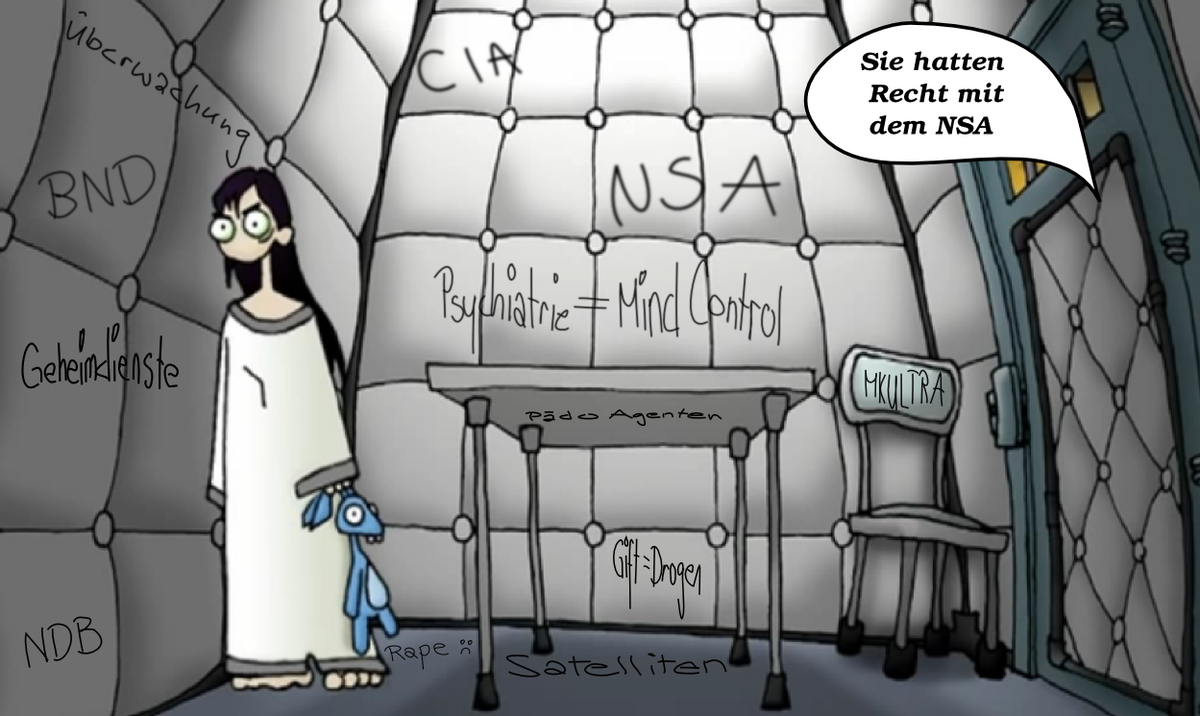 Überwachung
CIA
Sie hatten
Recht mit
dem NSA
BND
NSA
Psychiatrie = Mind Control
Geheimdienste
MKULTRA
Pädo Agenten
Gift = Drogen
NDB
Rape :(
Satelliten